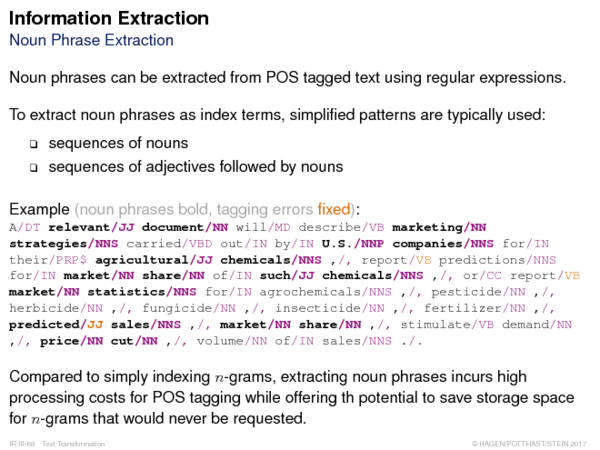 Information Extraction
Noun Phrase Extraction
Noun phrases can be extracted from POS tagged text using regular expressions.
To extract noun phrases as index terms, simplified patterns are typically used:
❑ sequences of nouns
❑ sequences of adjectives followed by nouns
Example (noun phrases bold, tagging errors fixed):
A/DT relevant/JJ document/NN will/MD describe/VB marketing/NN
strategies/NNS carried/VBD out/IN by/IN U.S./NNP companies/NNS for/IN
their/PRP$ agricultural/JJ chemicals/NNS ,/, report/VB predictions/NNS
for/IN market/NN share/NN of/IN such/JJ chemicals/NNS ,/, or/CC report/VB
market/NN statistics/NNS for/IN agrochemicals/NNS ,/, pesticide/NN ,/,
herbicide/NN ,/, fungicide/NN ,/, insecticide/NN ,/, fertilizer/NN ,/,
predicted/JJ sales/NNS ,/, market/NN share/NN ,/, stimulate/VB demand/NN
,/, price/NN cut/NN ,/, volume/NN of/IN sales/NNS ./.
Compared to simply indexing n-grams, extracting noun phrases incurs high
processing costs for POS tagging while offering th potential to save storage space
for n-grams that would never be requested.
IR:III-68 Text Transformation © HAGEN/POTTHAST/STEIN 2017